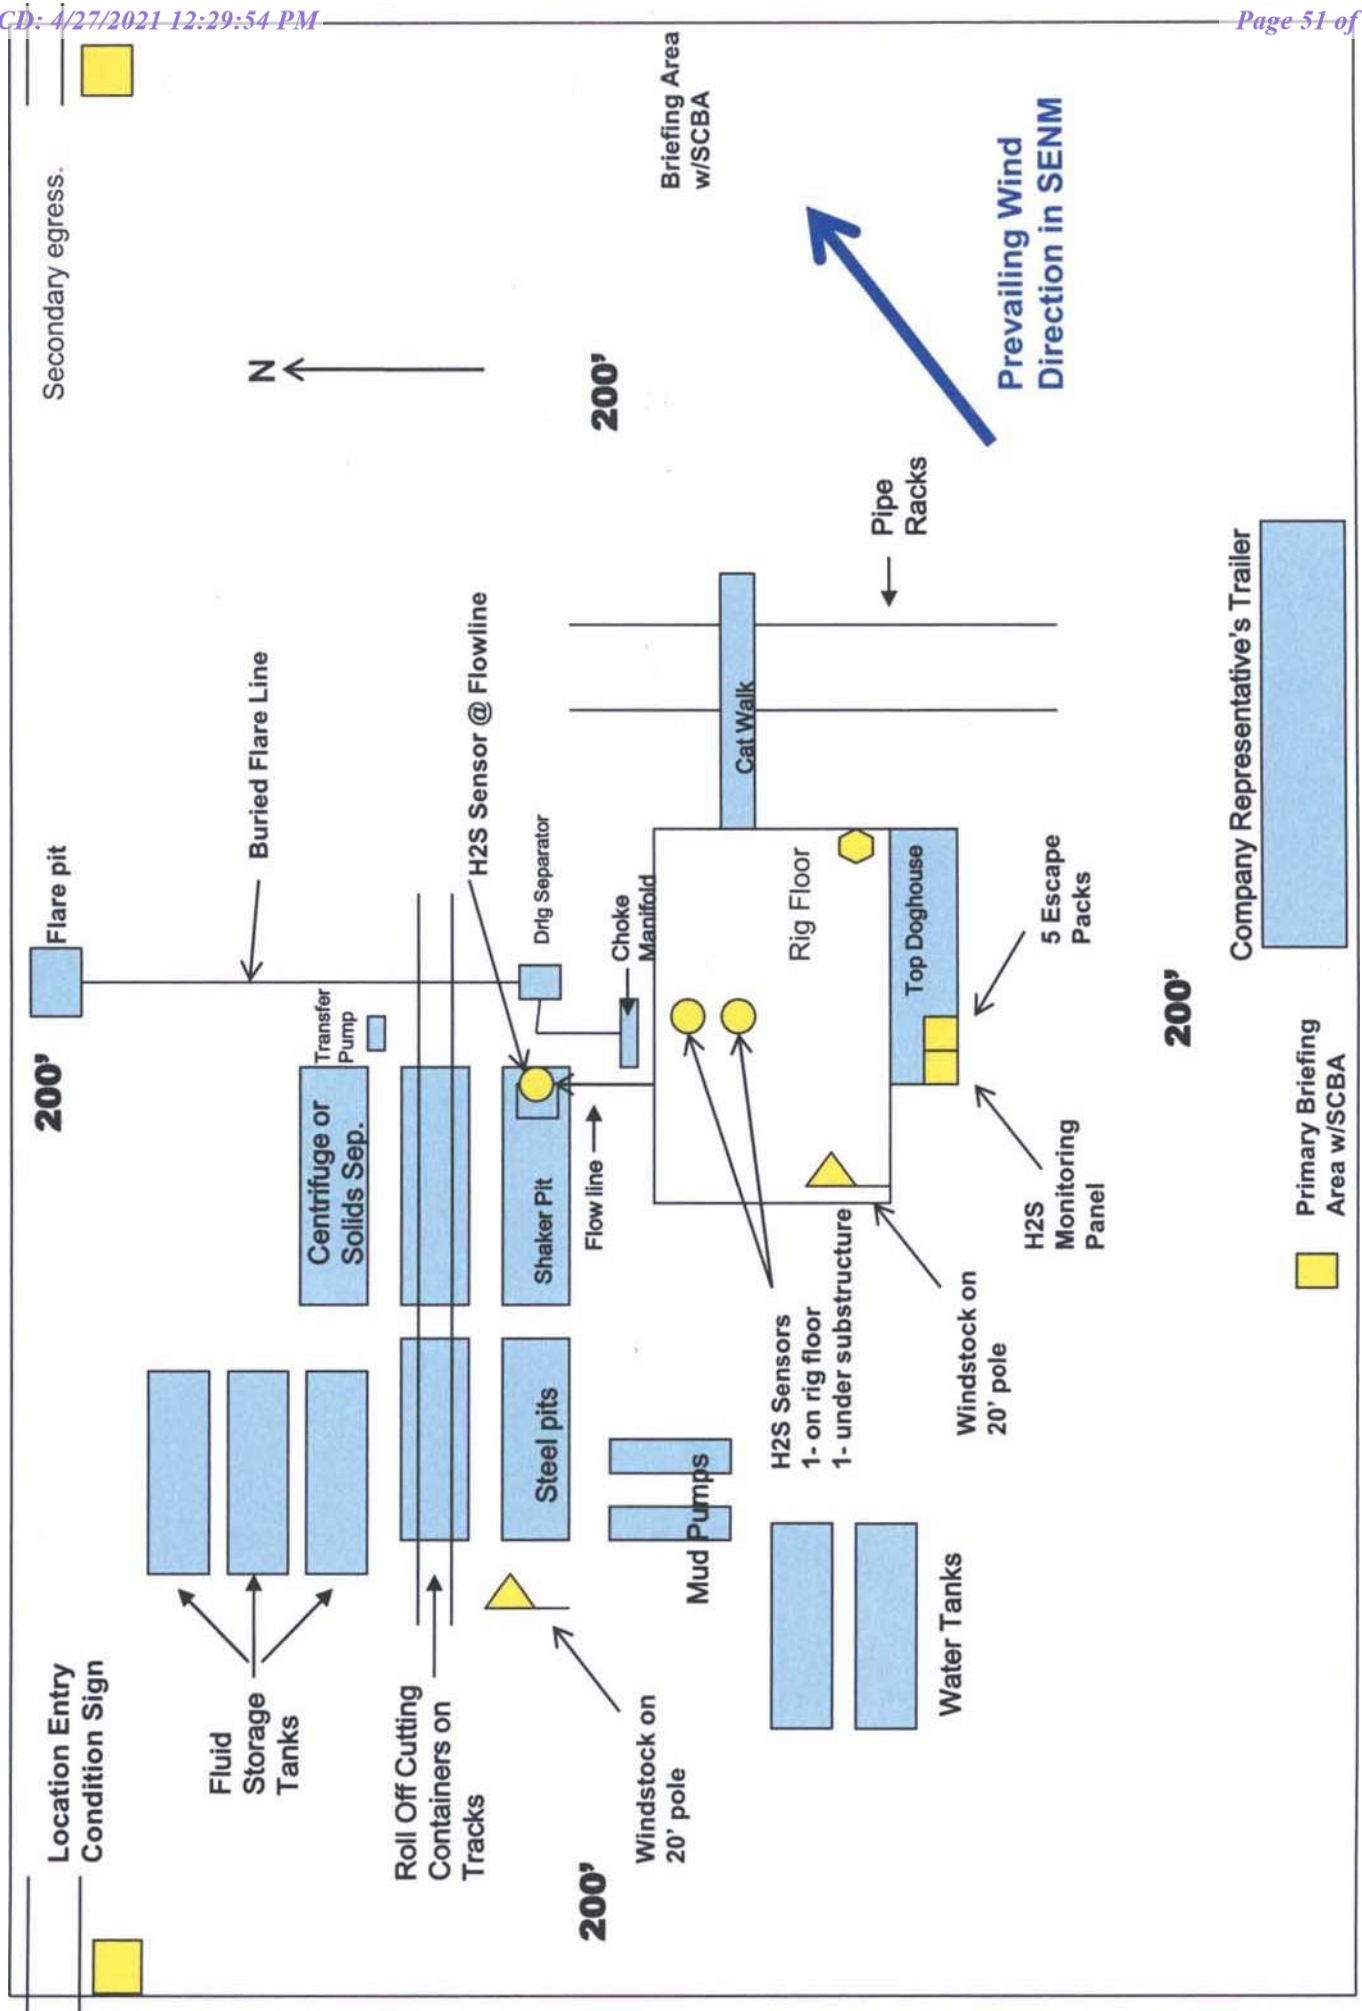 CD: 4/27/2021 12:29:54 PM
Page 51 of
Location Entry
Condition Sign
200'
Flare pit
Secondary egress.
Fluid
Storage
Tanks
Centrifuge or
Solids Sep.
Transfer
Pump
Buried Flare Line
N
Roll Off Cutting
Containers on
Tracks
H2S Sensor @ Flowline
Steel pits
Shaker Pit
Drlg Separator
200'
Windstock on
20' pole
Flow line
Choke
Manifold
200'
Briefing Area
w/SCBA
Mud Pumps
Cat Walk
H2S Sensors
1- on rig floor
1- under substructure
Rig Floor
Pipe
Racks
Top Doghouse
Water Tanks
Windstock on
20' pole
H2S
Monitoring
Panel
5 Escape
Packs
Prevailing Wind
Direction in SENM
200'
Company Representative's Trailer
Primary Briefing
Area w/SCBA